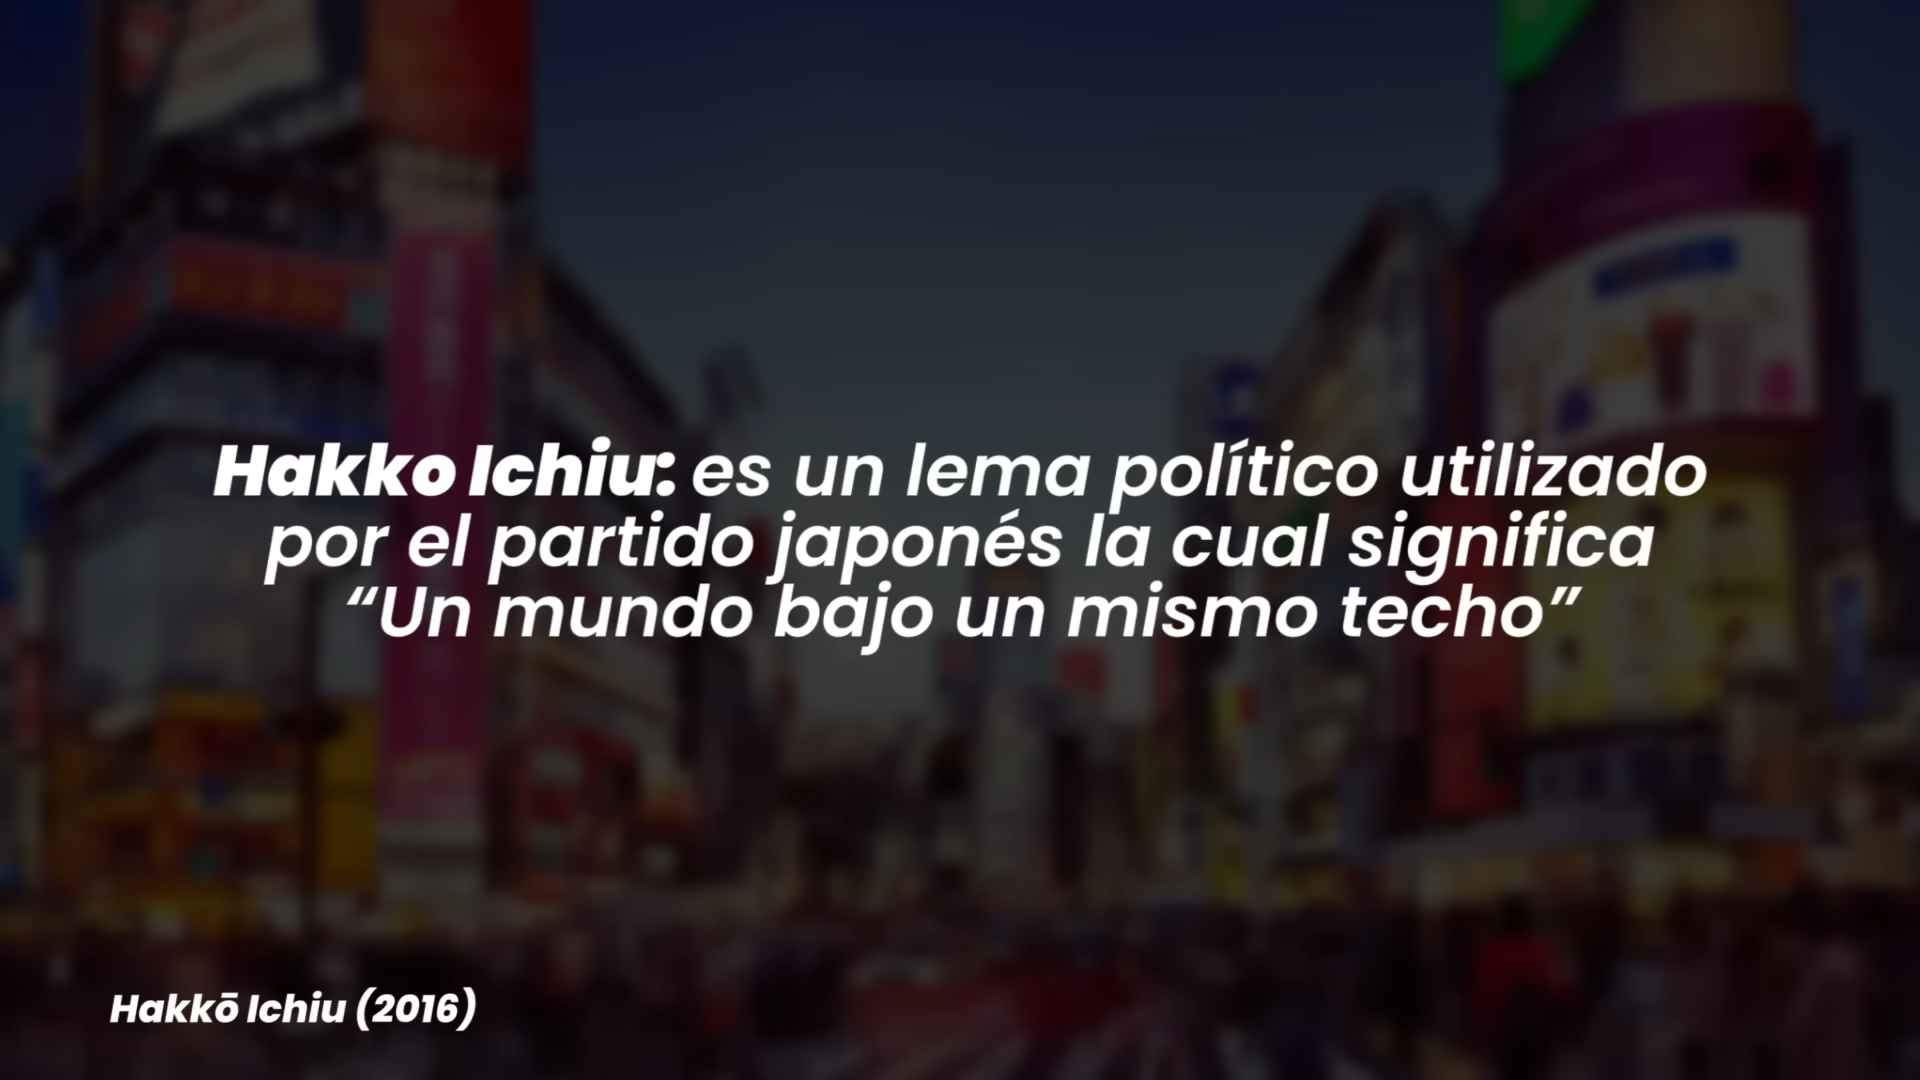 Hakko Ichiu: es un lema político utilizado
por el partido japonés la cual significa
“Un mundo bajo un mismo techo”
Hakkō Ichiu (2016)